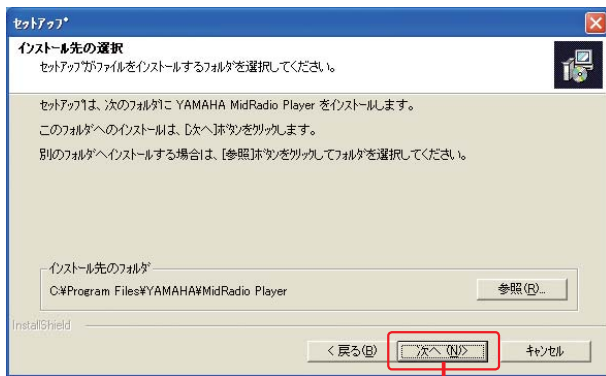 セットアップ
インストール先の選択
セットアップがファイルをインストールするフォルダを選択してください。
セットアップは、次のフォルダに YAMAHA MidRadio Player をインストールします。
このフォルダへのインストールは、[次へ]ボタンをクリックします。
別のフォルダへインストールする場合は、[参照]ボタンをクリックしてフォルダを選択してください。
インストール先のフォルダ
C:¥Program Files¥YAMAHA¥MidRadio Player
参照(R)...
InstallShield
< 戻る(B)
次へ (N)>
キャンセル